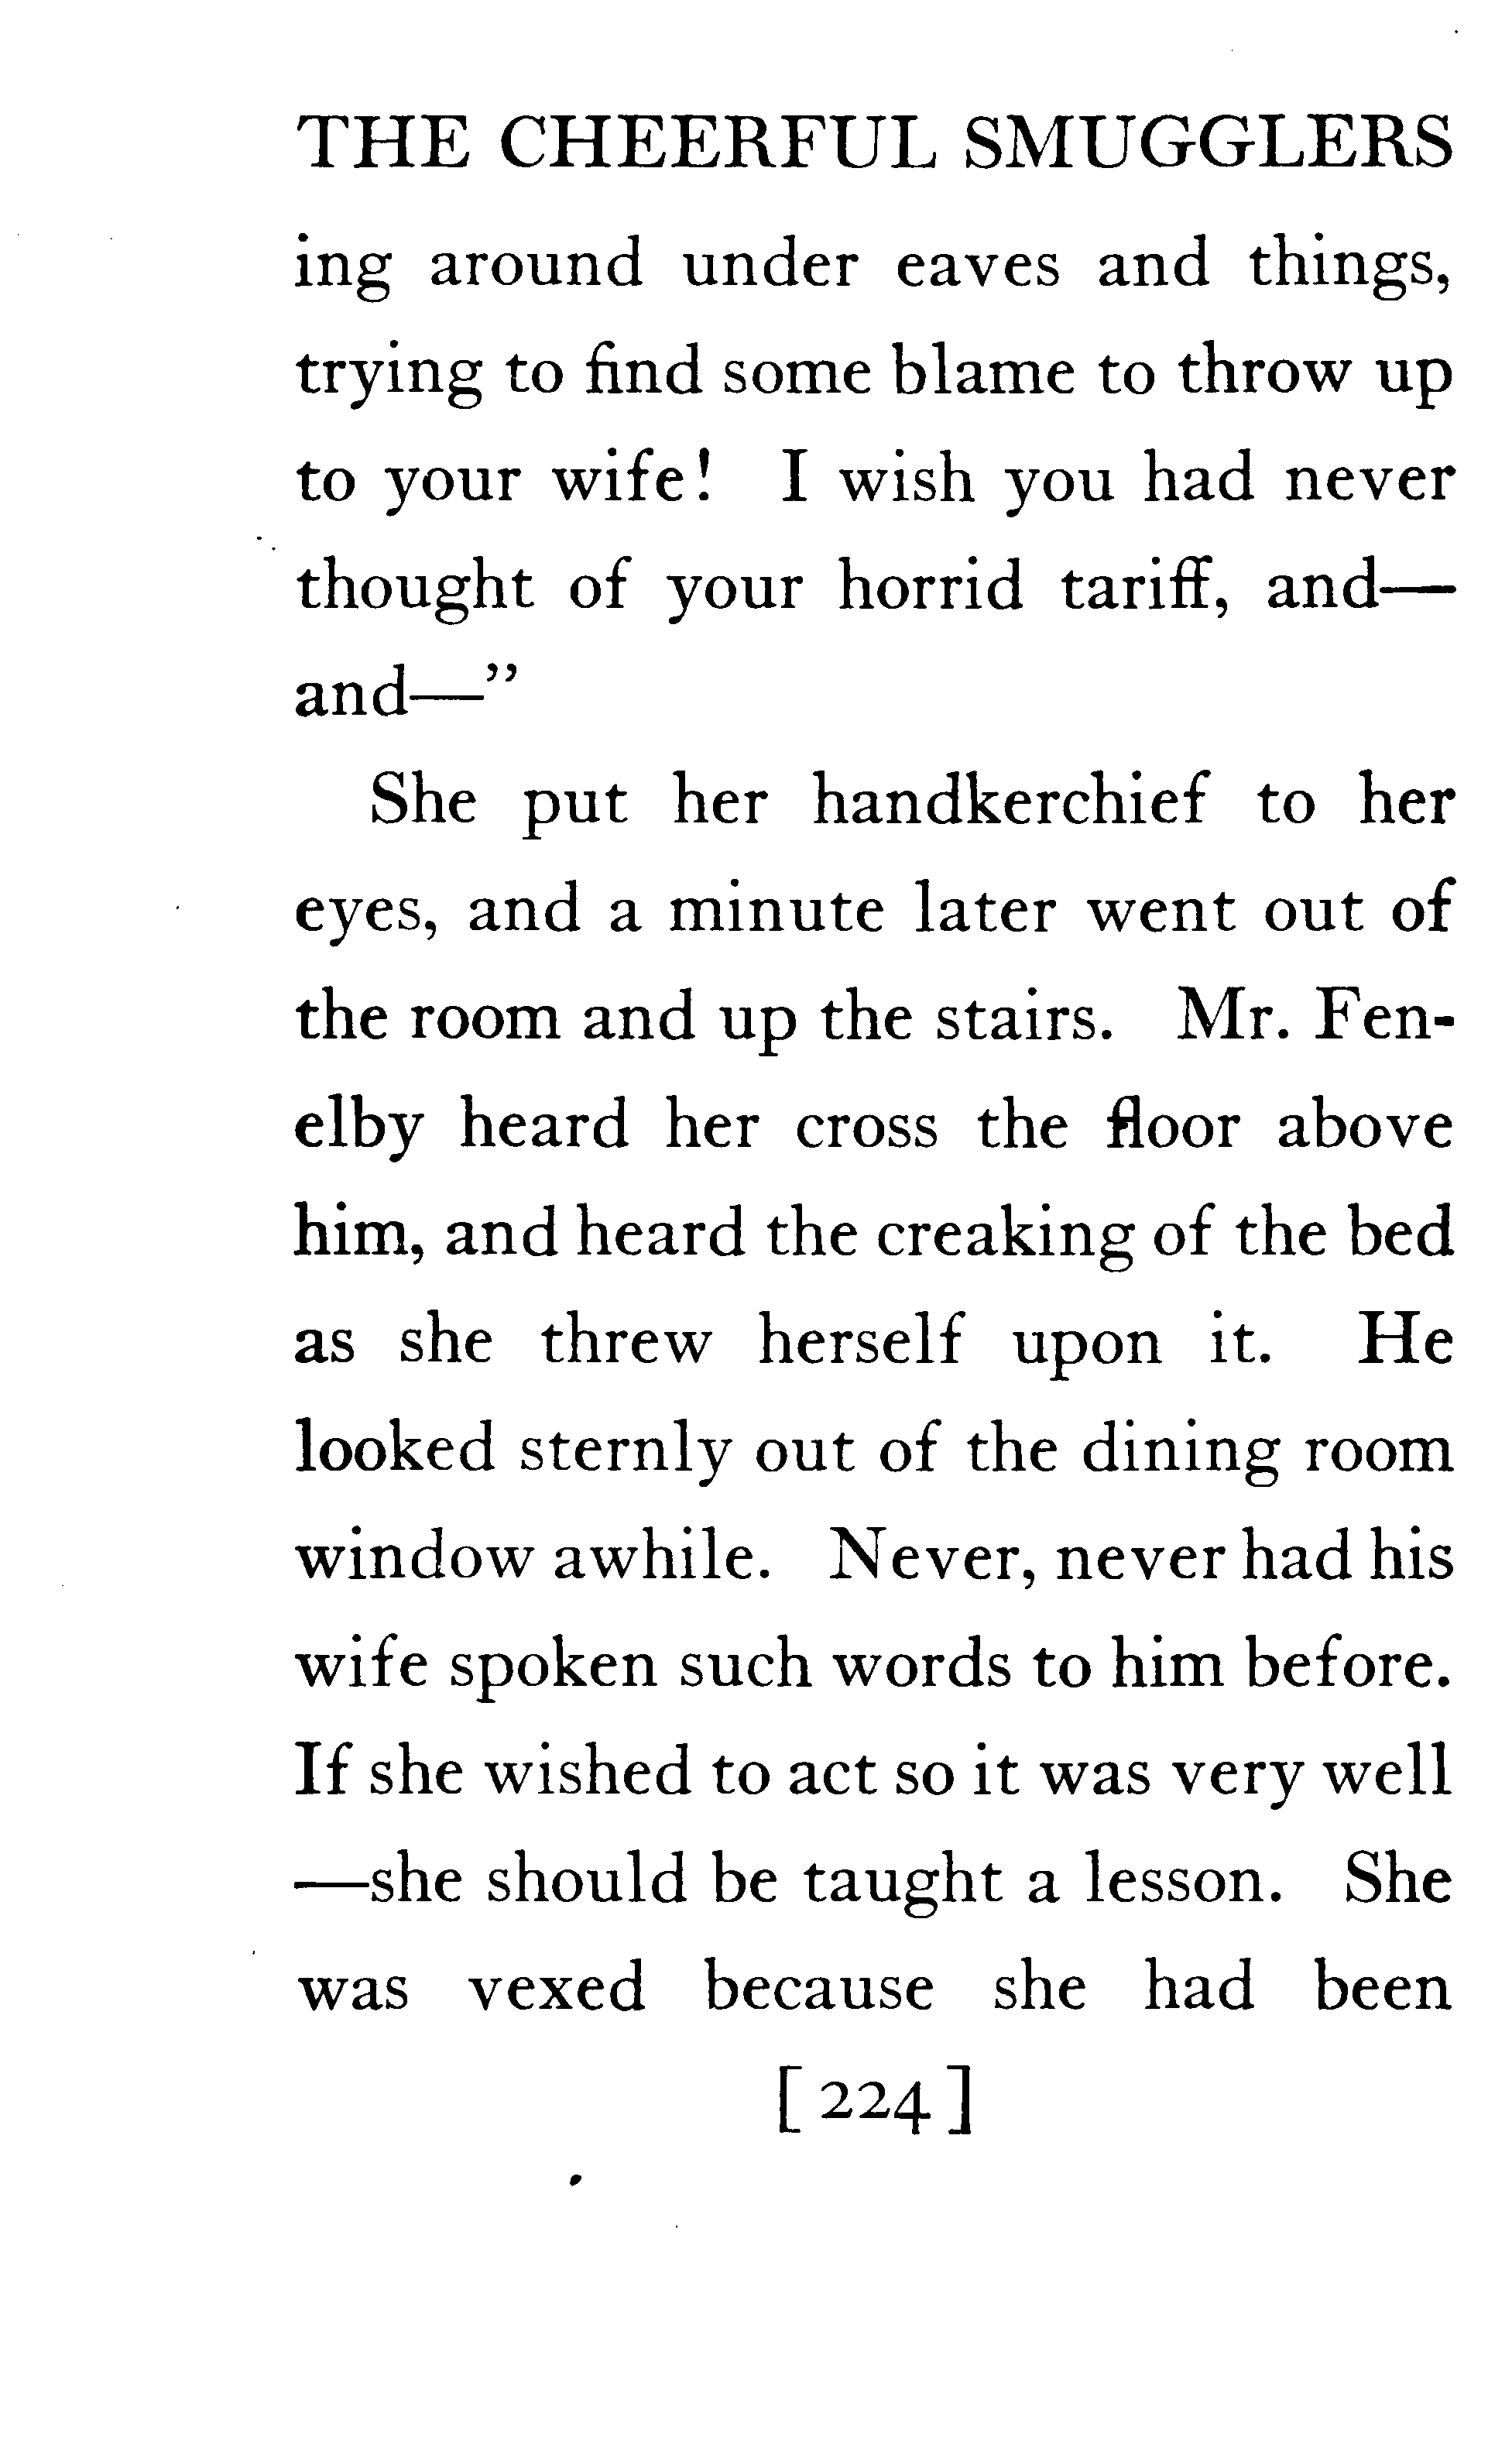 THE CHEERFUL SMUGGLERS
ing around under eaves and things,
trying to find some blame to throw up
to your wife! I wish you had never
thought of your horrid tariff, and—
and—”
She put her handkerchief to her
eyes, and a minute later went out of
the room and up the stairs. Mr. Fen-
elby heard her cross the floor above
him, and heard the creaking of the bed
as she threw herself upon it. He
looked sternly out of the dining room
window awhile. Never, never had his
wife spoken such words to him before.
If she wished to act so it was very well
—she should be taught a lesson. She
was vexed because she had been
[224]